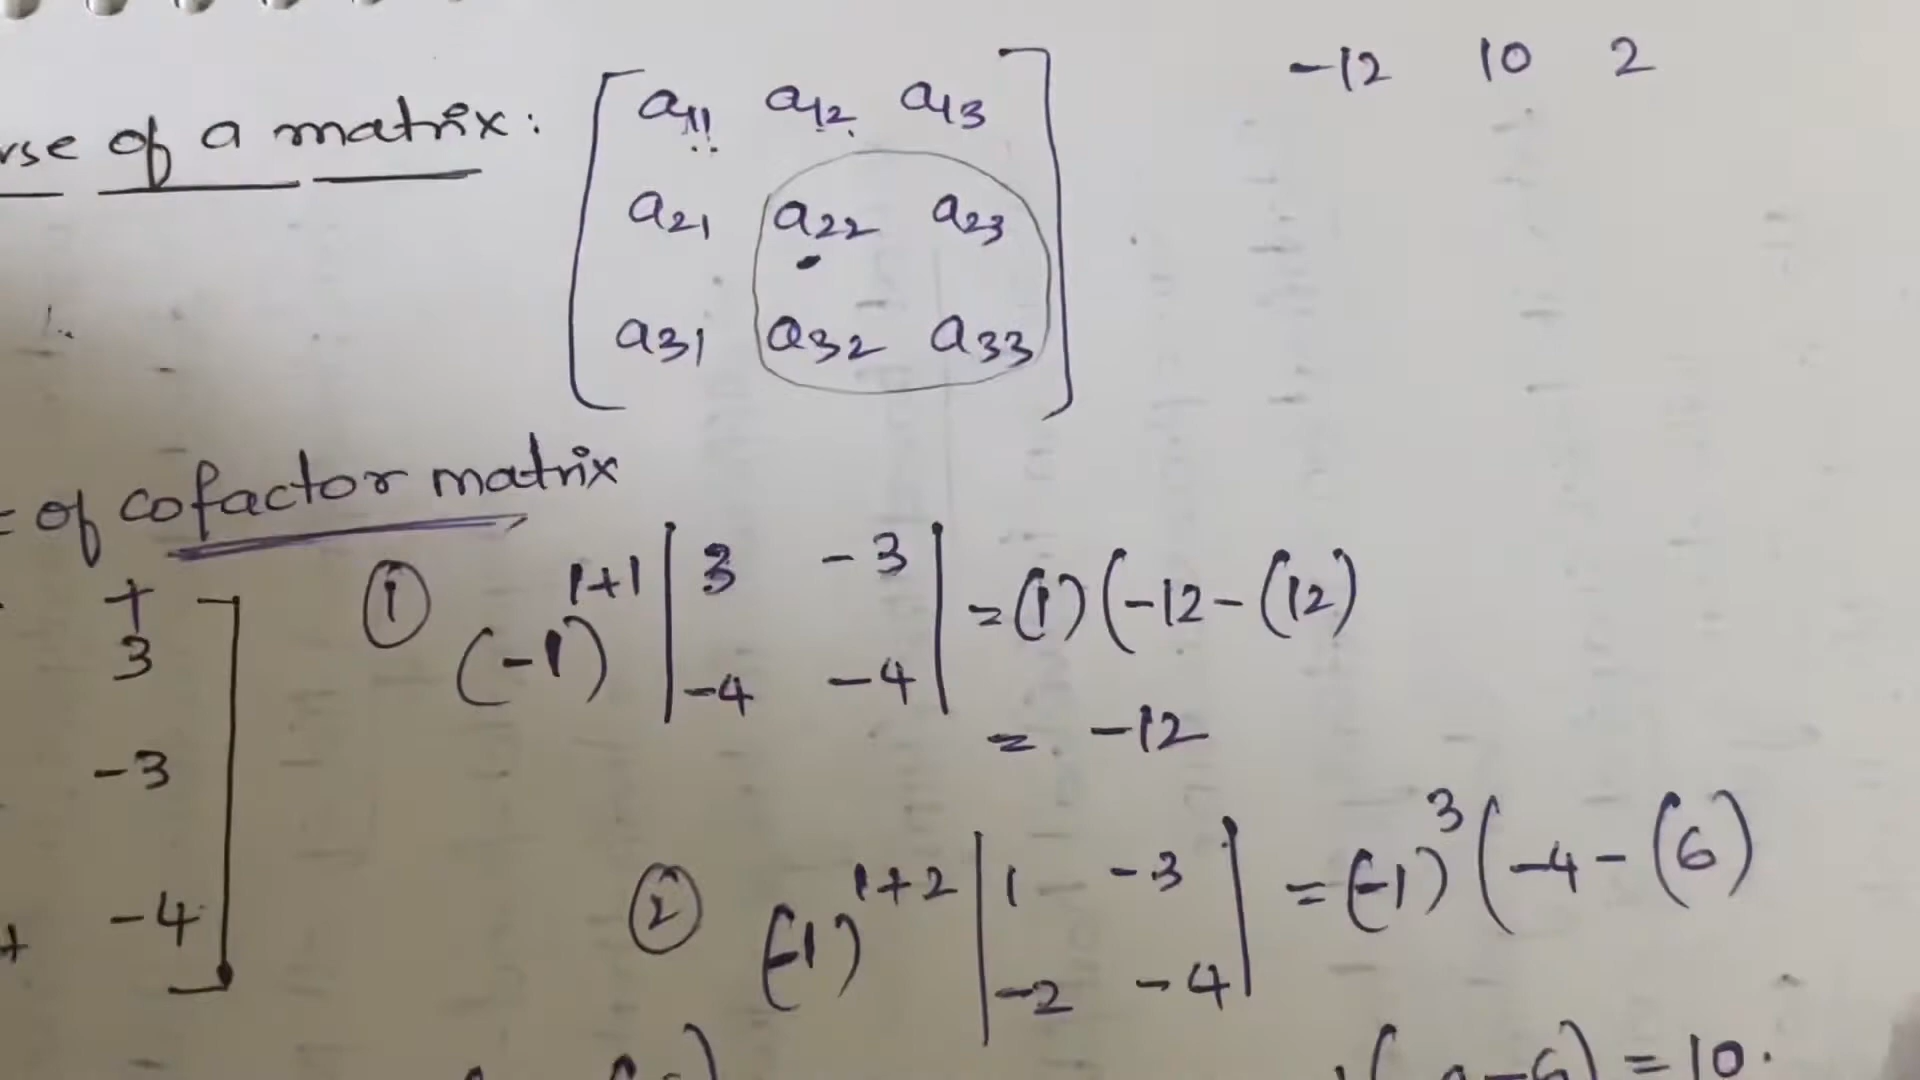 -12 10 2
of a matrix:
a11 a12 a13
a21 a22 a23
a31 a32 a33
of cofactor matrix
+
3
-3
+ -4
① (-1)^1+1 | 3 -3 | = (1)(-12-(12)
-4 -4
= -12
② (-1)^1+2 | 1 -3 | = (-1)^3 (-4-(6)
-2 -4
= 10.